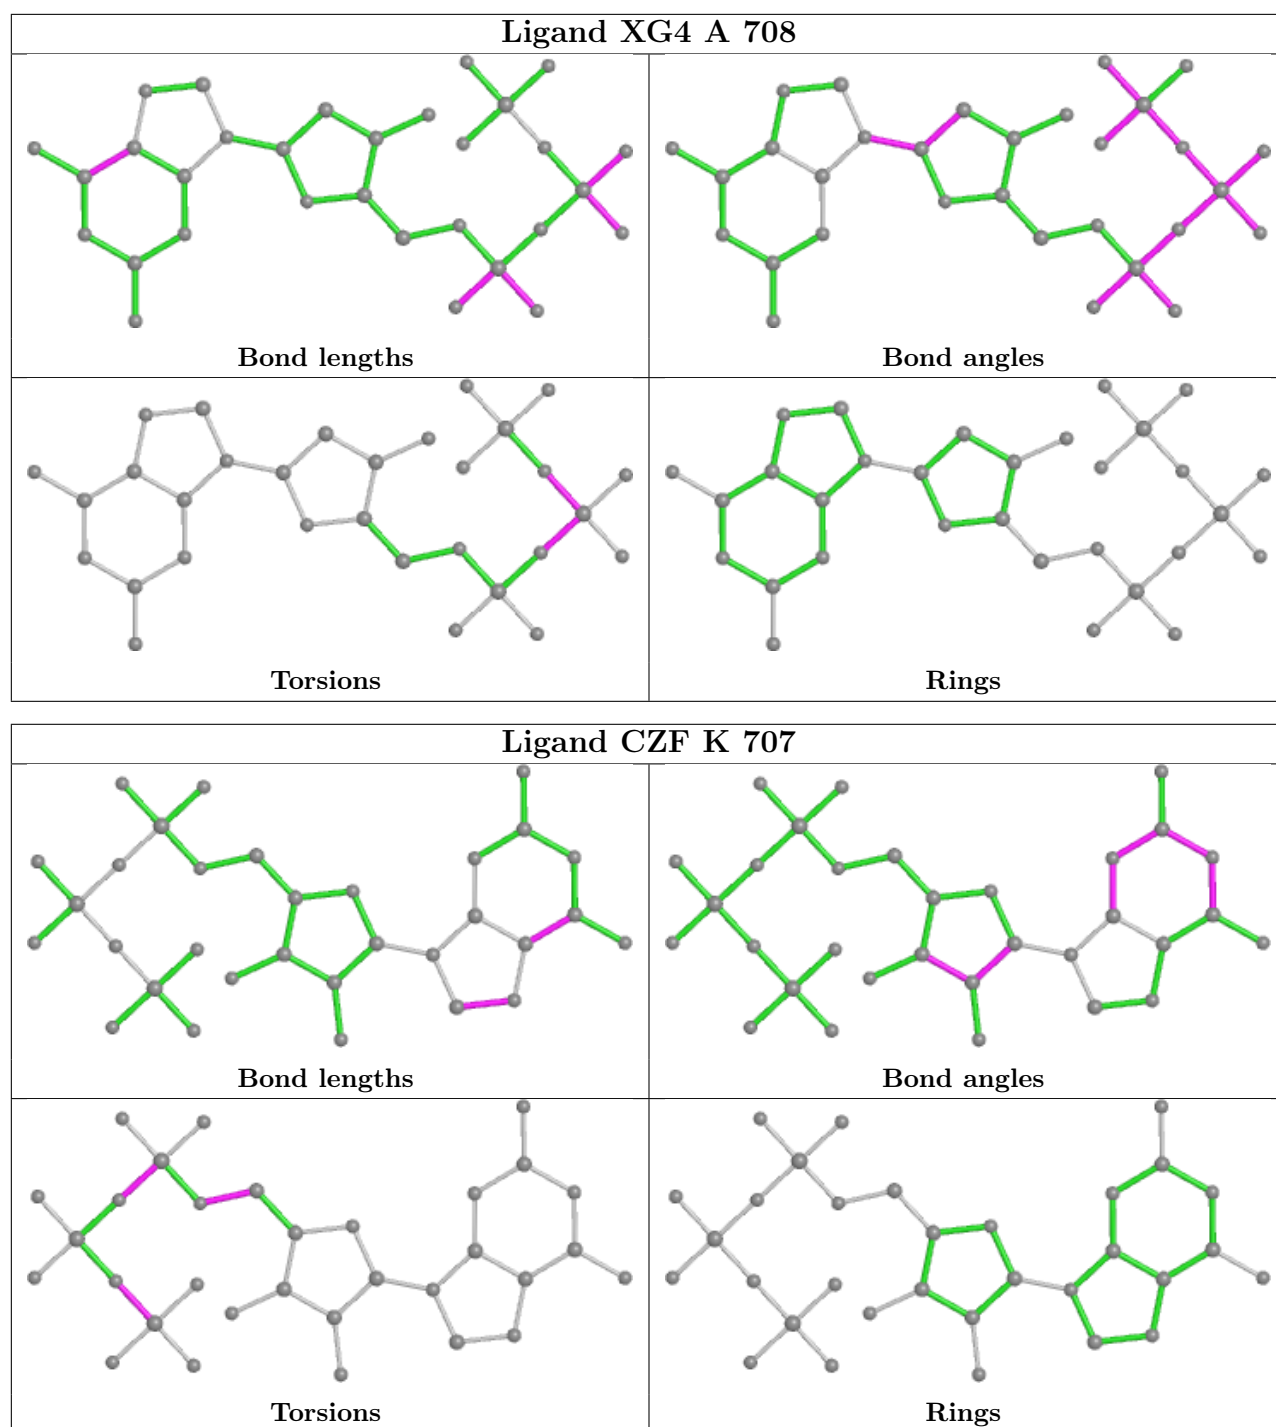 Ligand XG4 A 708
Bond lengths
Bond angles
Torsions
Rings
Ligand CZF K 707
Bond lengths
Bond angles
Torsions
Rings